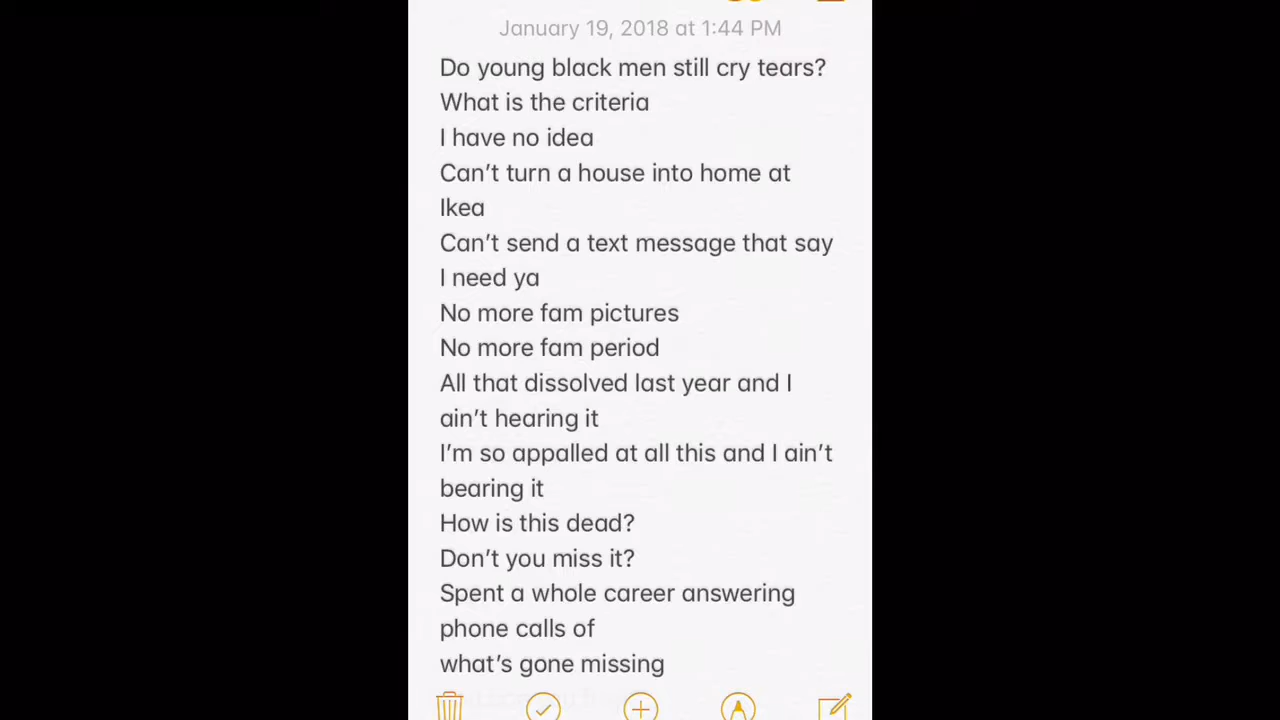 January 19, 2018 at 1:44 PM
Do young black men still cry tears?
What is the criteria
I have no idea
Can't turn a house into home at
Ikea
Can't send a text message that say
I need ya
No more fam pictures
No more fam period
All that dissolved last year and I
ain't hearing it
I'm so appalled at all this and I ain't
bearing it
How is this dead?
Don't you miss it?
Spent a whole career answering
phone calls of
what's gone missing